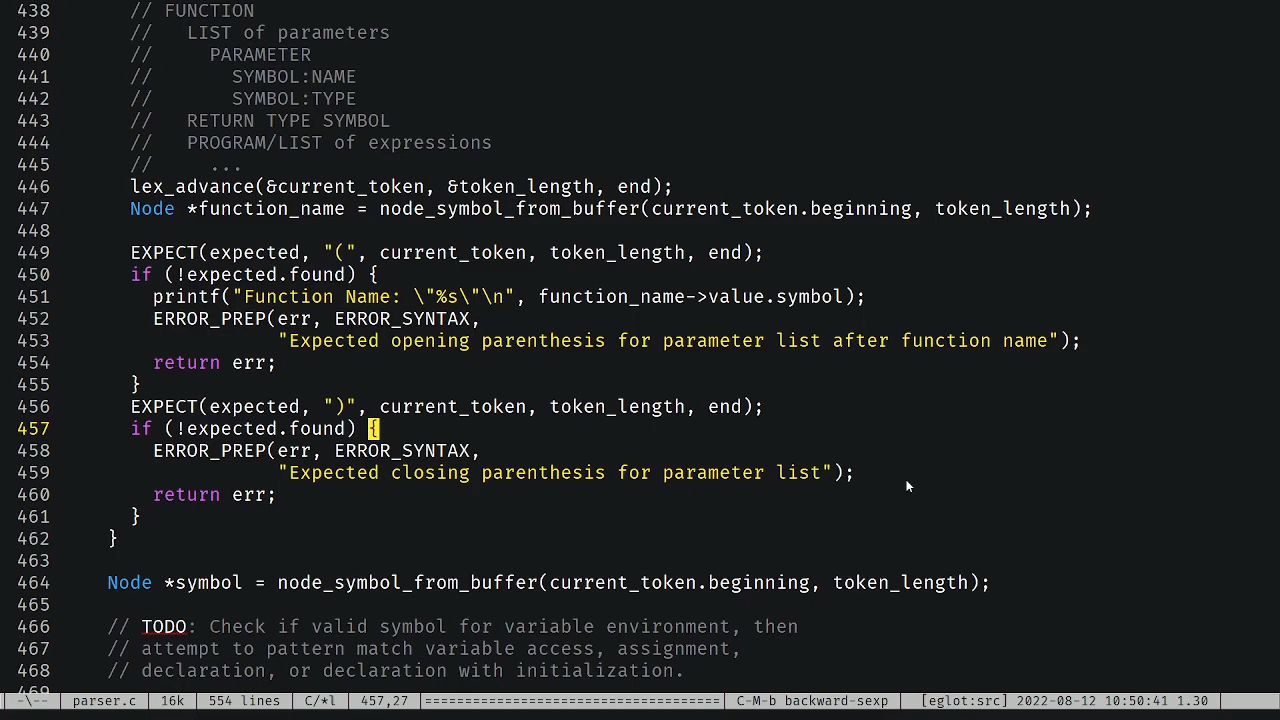 438       // FUNCTION
439       //   LIST of parameters
440       //     PARAMETER
441       //       SYMBOL:NAME
442       //       SYMBOL:TYPE
443       //   RETURN TYPE SYMBOL
444       //   PROGRAM/LIST of expressions
445       //     ...
446       lex_advance(&current_token, &token_length, end);
447       Node *function_name = node_symbol_from_buffer(current_token.beginning, token_length);
448
449       EXPECT(expected, "(", current_token, token_length, end);
450       if (!expected.found) {
451         printf("Function Name: \"%s\"\n", function_name->value.symbol);
452         ERROR_PREP(err, ERROR_SYNTAX,
453                    "Expected opening parenthesis for parameter list after function name");
454         return err;
455       }
456       EXPECT(expected, ")", current_token, token_length, end);
457       if (!expected.found) {
458         ERROR_PREP(err, ERROR_SYNTAX,
459                    "Expected closing parenthesis for parameter list");
460         return err;
461       }
462     }
463
464     Node *symbol = node_symbol_from_buffer(current_token.beginning, token_length);
465
466     // TODO: Check if valid symbol for variable environment, then
467     // attempt to pattern match variable access, assignment,
468     // declaration, or declaration with initialization.
469
-\-- parser.c 16k 554 lines C/*l 457,27 ======================================= C-M-b backward-sexp [eglot:src] 2022-08-12 10:50:41 1.30